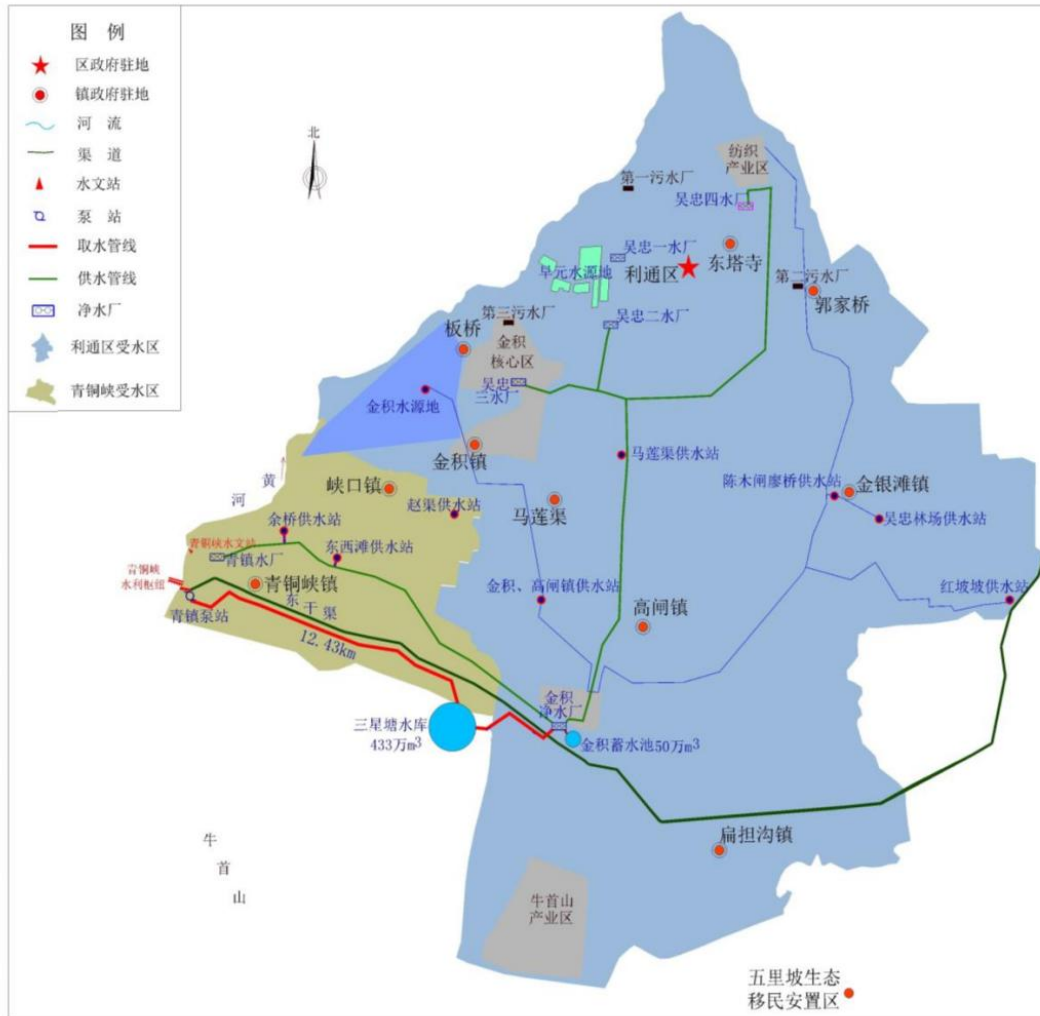 图 例
区政府驻地
镇政府驻地
河 流
渠 道
水文站
泵 站
取水管线
供水管线
净水厂
利通区受水区
青铜峡受水区
北
纺织
产业区
第一污水厂
吴忠四水厂
吴忠一水厂
东塔寺
旱元水源地
利通区
第二污水厂
郭家桥
第三污水厂
吴忠二水厂
板桥
金积
核心区
吴忠
三水厂
金积水源地
金积镇
马莲渠供水站
黄
河
峡口镇
陈木闸廖桥供水站
金银滩镇
赵渠供水站
马莲渠
吴忠林场供水站
余桥供水站
青铜峡水文站
东西滩供水站
青镇水厂
青铜峡
水利枢纽
青铜峡镇
金积、高闸镇供水站
红坡坡供水站
青镇泵站
东干渠
高闸镇
12.43km
金积
净水厂
三星塘水库
433万m³
金积蓄水池50万m³
牛
首
山
扁担沟镇
牛首山
产业区
五里坡生态
移民安置区